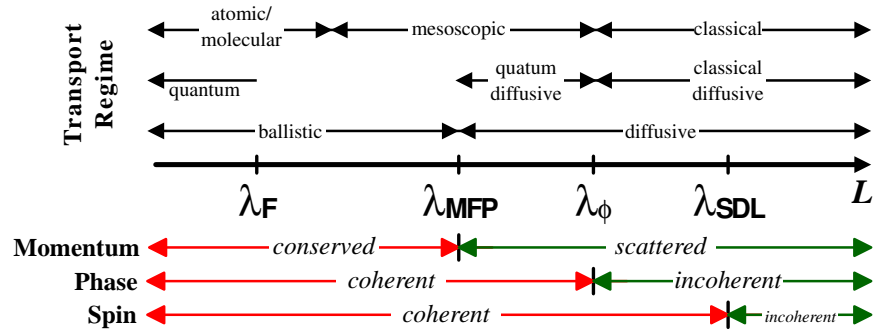 Transport
Regime
atomic/
molecular
mesoscopic
classical
quantum
quatum
diffusive
classical
diffusive
ballistic
diffusive
λF
λMFP
λϕ
λSDL
L
Momentum
conserved
scattered
Phase
coherent
incoherent
Spin
coherent
incoherent